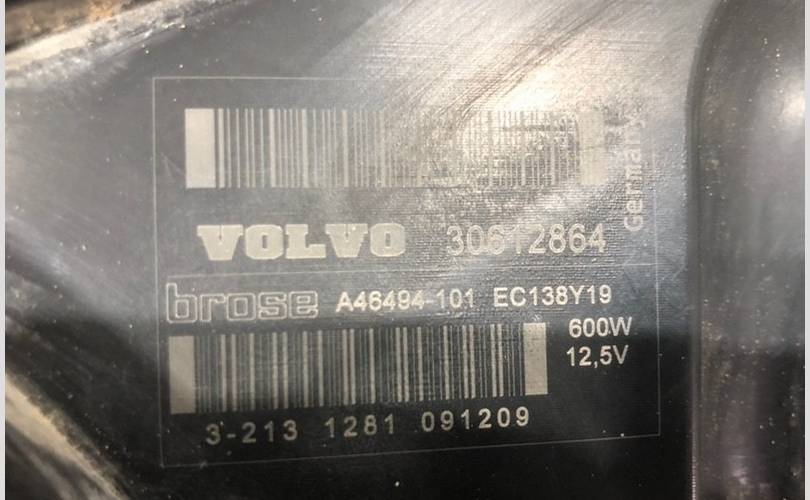 Germany
VOLVO 30612864
brose A46494-101 EC138Y19
600W
12,5V
3-213 1281 091209